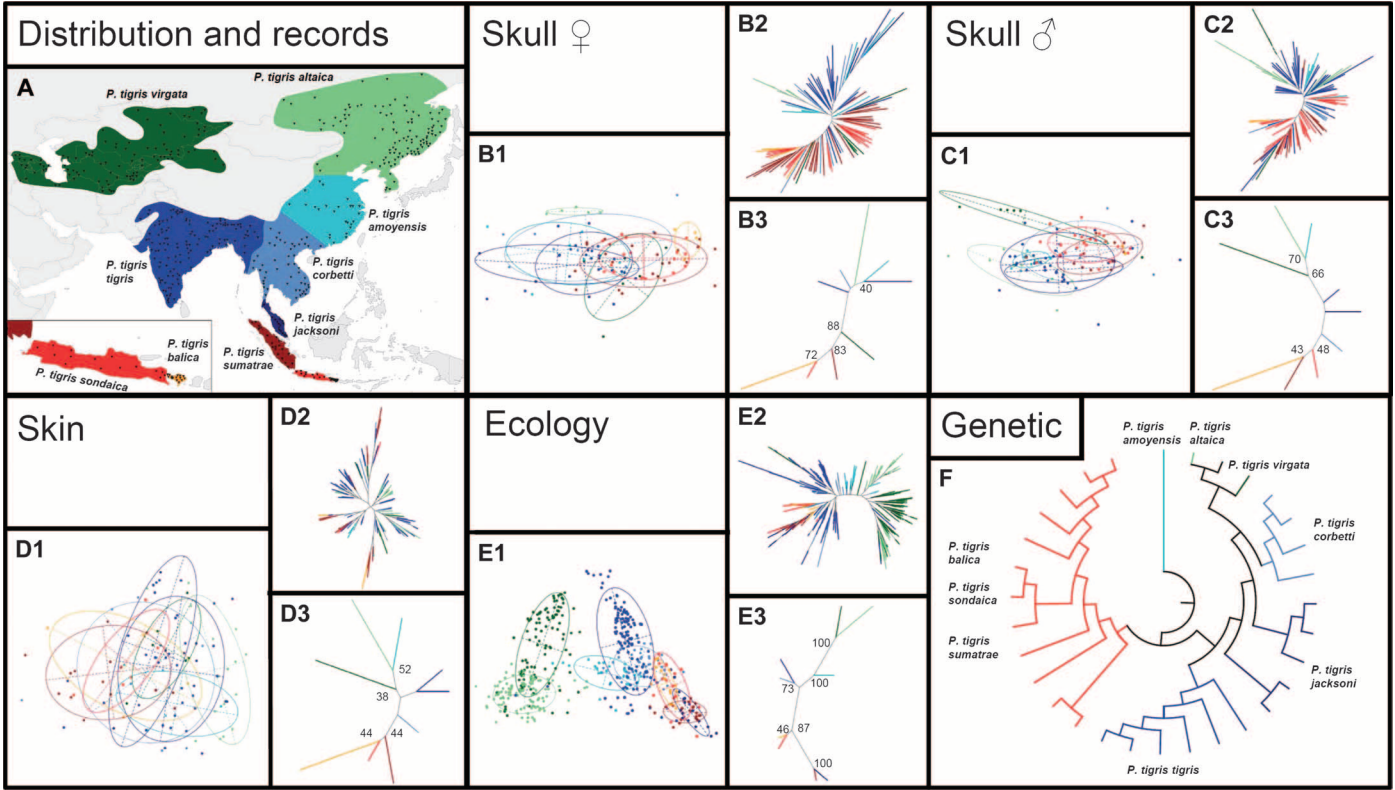 Distribution and records
A
P. tigris altaica
P. tigris virgata
P. tigris
amoyensis
P. tigris
tigris
P. tigris
corbetti
P. tigris
jacksoni
P. tigris
balica
P. tigris
sumatrae
P. tigris sondaica
Skull ♀
B1
B2
B3
40
88
72
83
Skull ♂
C1
C2
C3
70
66
43
48
Skin
D1
D2
D3
52
38
44
44
Ecology
E1
E2
E3
100
100
73
46
87
100
Genetic
F
P. tigris
amoyensis
P. tigris
altaica
P. tigris virgata
P. tigris
corbetti
P. tigris
balica
P. tigris
sondaica
P. tigris
sumatrae
P. tigris
jacksoni
P. tigris tigris